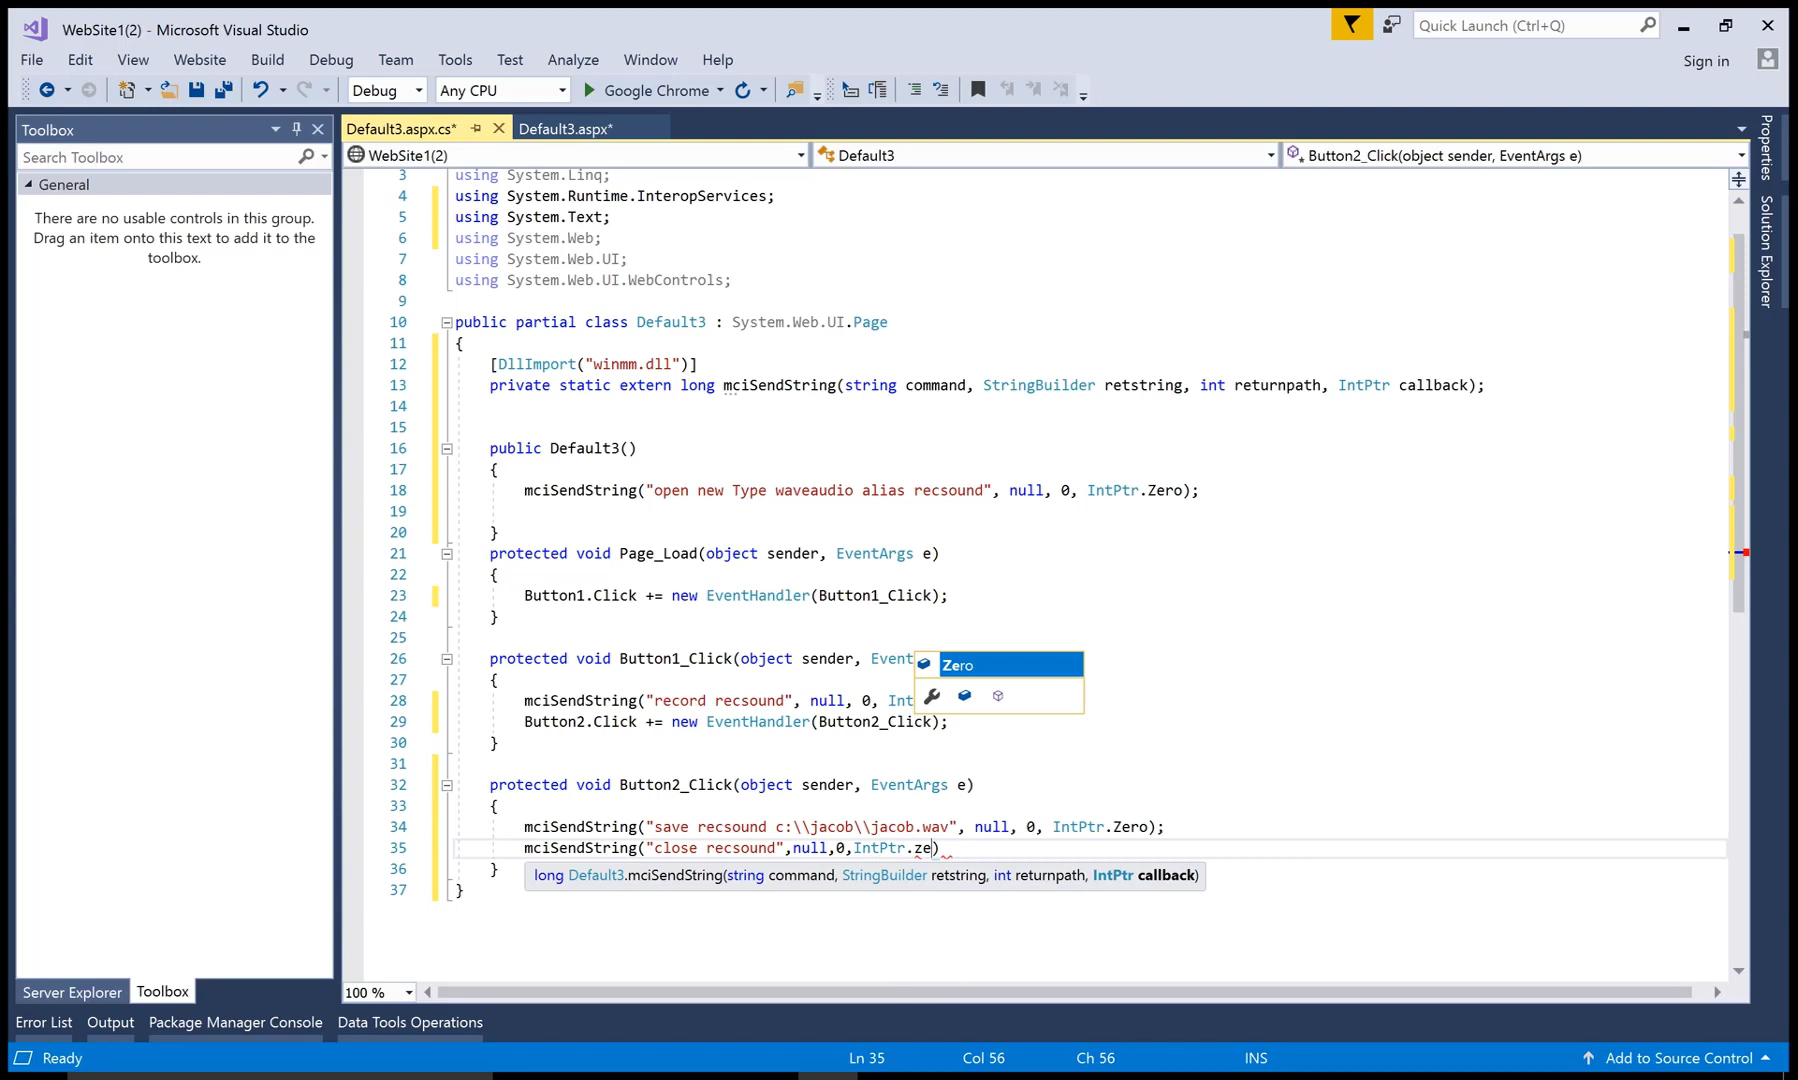 WebSite1(2) - Microsoft Visual Studio
Quick Launch (Ctrl+Q)
File Edit View Website Build Debug Team Tools Test Analyze Window Help
Sign in
Debug Any CPU Google Chrome
Toolbox
Search Toolbox
General
There are no usable controls in this group.
Drag an item onto this text to add it to the
toolbox.
Default3.aspx.cs* Default3.aspx*
WebSite1(2) Default3 Button2_Click(object sender, EventArgs e)
Properties
Solution Explorer
3 using System.Linq;
4 using System.Runtime.InteropServices;
5 using System.Text;
6 using System.Web;
7 using System.Web.UI;
8 using System.Web.UI.WebControls;
9
10 public partial class Default3 : System.Web.UI.Page
11 {
12 [DllImport("winmm.dll")]
13 private static extern long mciSendString(string command, StringBuilder retstring, int returnpath, IntPtr callback);
14
15
16 public Default3()
17 {
18 mciSendString("open new Type waveaudio alias recsound", null, 0, IntPtr.Zero);
19
20 }
21 protected void Page_Load(object sender, EventArgs e)
22 {
23 Button1.Click += new EventHandler(Button1_Click);
24 }
25
26 protected void Button1_Click(object sender, Event
Zero
27 {
28 mciSendString("record recsound", null, 0, Int
29 Button2.Click += new EventHandler(Button2_Click);
30 }
31
32 protected void Button2_Click(object sender, EventArgs e)
33 {
34 mciSendString("save recsound c:\\jacob\\jacob.wav", null, 0, IntPtr.Zero);
35 mciSendString("close recsound",null,0,IntPtr.ze)
36 }
long Default3.mciSendString(string command, StringBuilder retstring, int returnpath, IntPtr callback)
37 }
100 %
Server Explorer Toolbox
Error List Output Package Manager Console Data Tools Operations
Ready Ln 35 Col 56 Ch 56 INS Add to Source Control